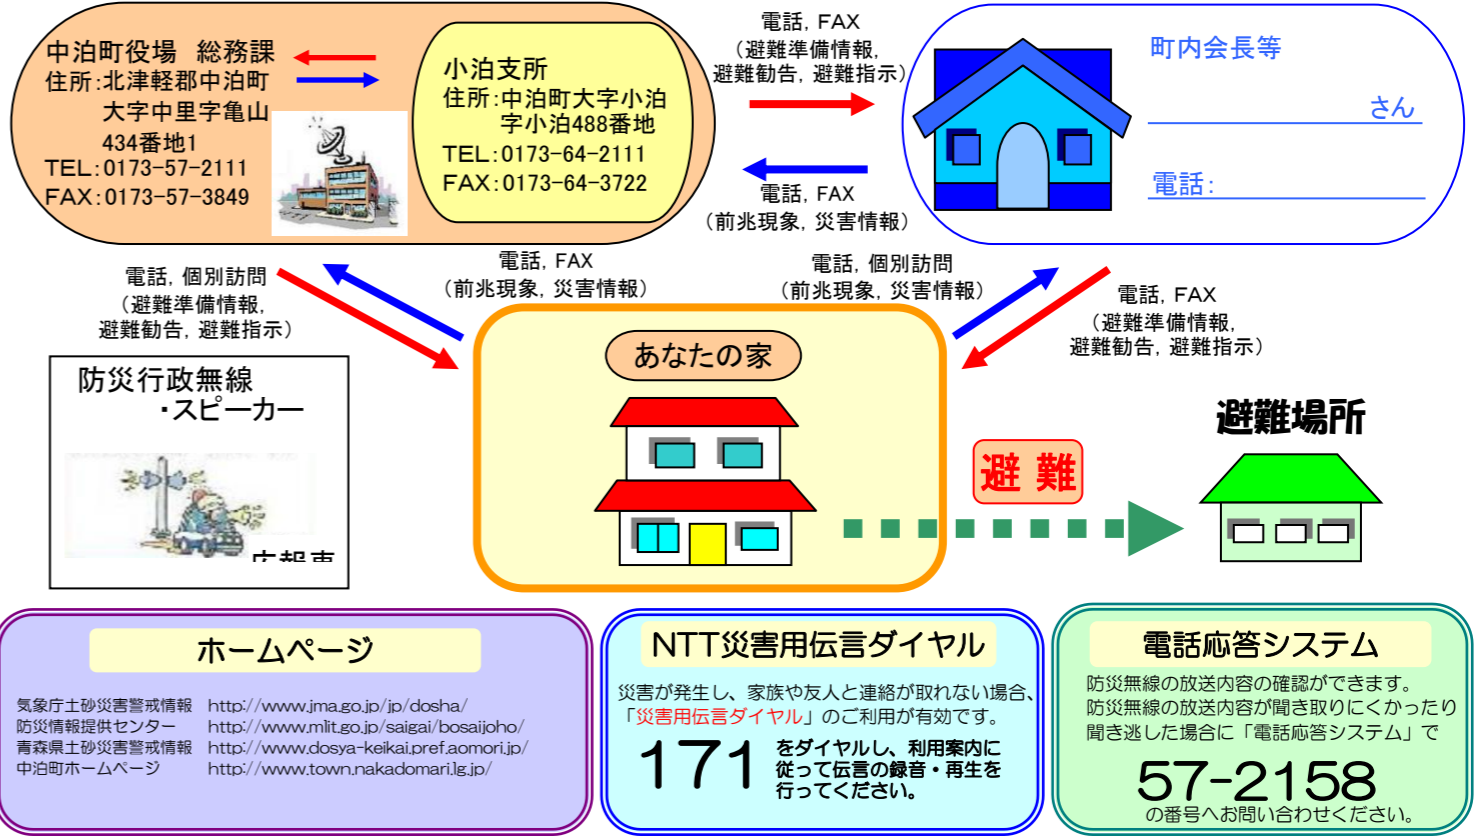 中泊町役場 総務課
住所:北津軽郡中泊町
大字中里字亀山
434番地1
TEL:0173-57-2111
FAX:0173-57-3849
小泊支所
住所:中泊町大字小泊
字小泊488番地
TEL:0173-64-2111
FAX:0173-64-3722
電話, FAX
(避難準備情報,
避難勧告, 避難指示)
電話, FAX
(前兆現象, 災害情報)
町内会長等
さん
電話:
電話, 個別訪問
(避難準備情報,
避難勧告, 避難指示)
電話, FAX
(前兆現象, 災害情報)
電話, 個別訪問
(前兆現象, 災害情報)
電話, FAX
(避難準備情報,
避難勧告, 避難指示)
防災行政無線
・スピーカー
広報車
あなたの家
避難
避難場所
ホームページ
気象庁土砂災害警戒情報 http://www.jma.go.jp/jp/dosha/
防災情報提供センター http://www.mlit.go.jp/saigai/bosaijoho/
青森県土砂災害警戒情報 http://www.dosya-keikai.pref.aomori.jp/
中泊町ホームページ http://www.town.nakadomari.lg.jp/
NTT災害用伝言ダイヤル
災害が発生し、家族や友人と連絡が取れない場合、
「災害用伝言ダイヤル」のご利用が有効です。
171 をダイヤルし、利用案内に
従って伝言の録音・再生を
行ってください。
電話応答システム
防災無線の放送内容の確認ができます。
防災無線の放送内容が聞き取りにくかったり
聞き逃した場合に「電話応答システム」で
57-2158
の番号へお問い合わせください。